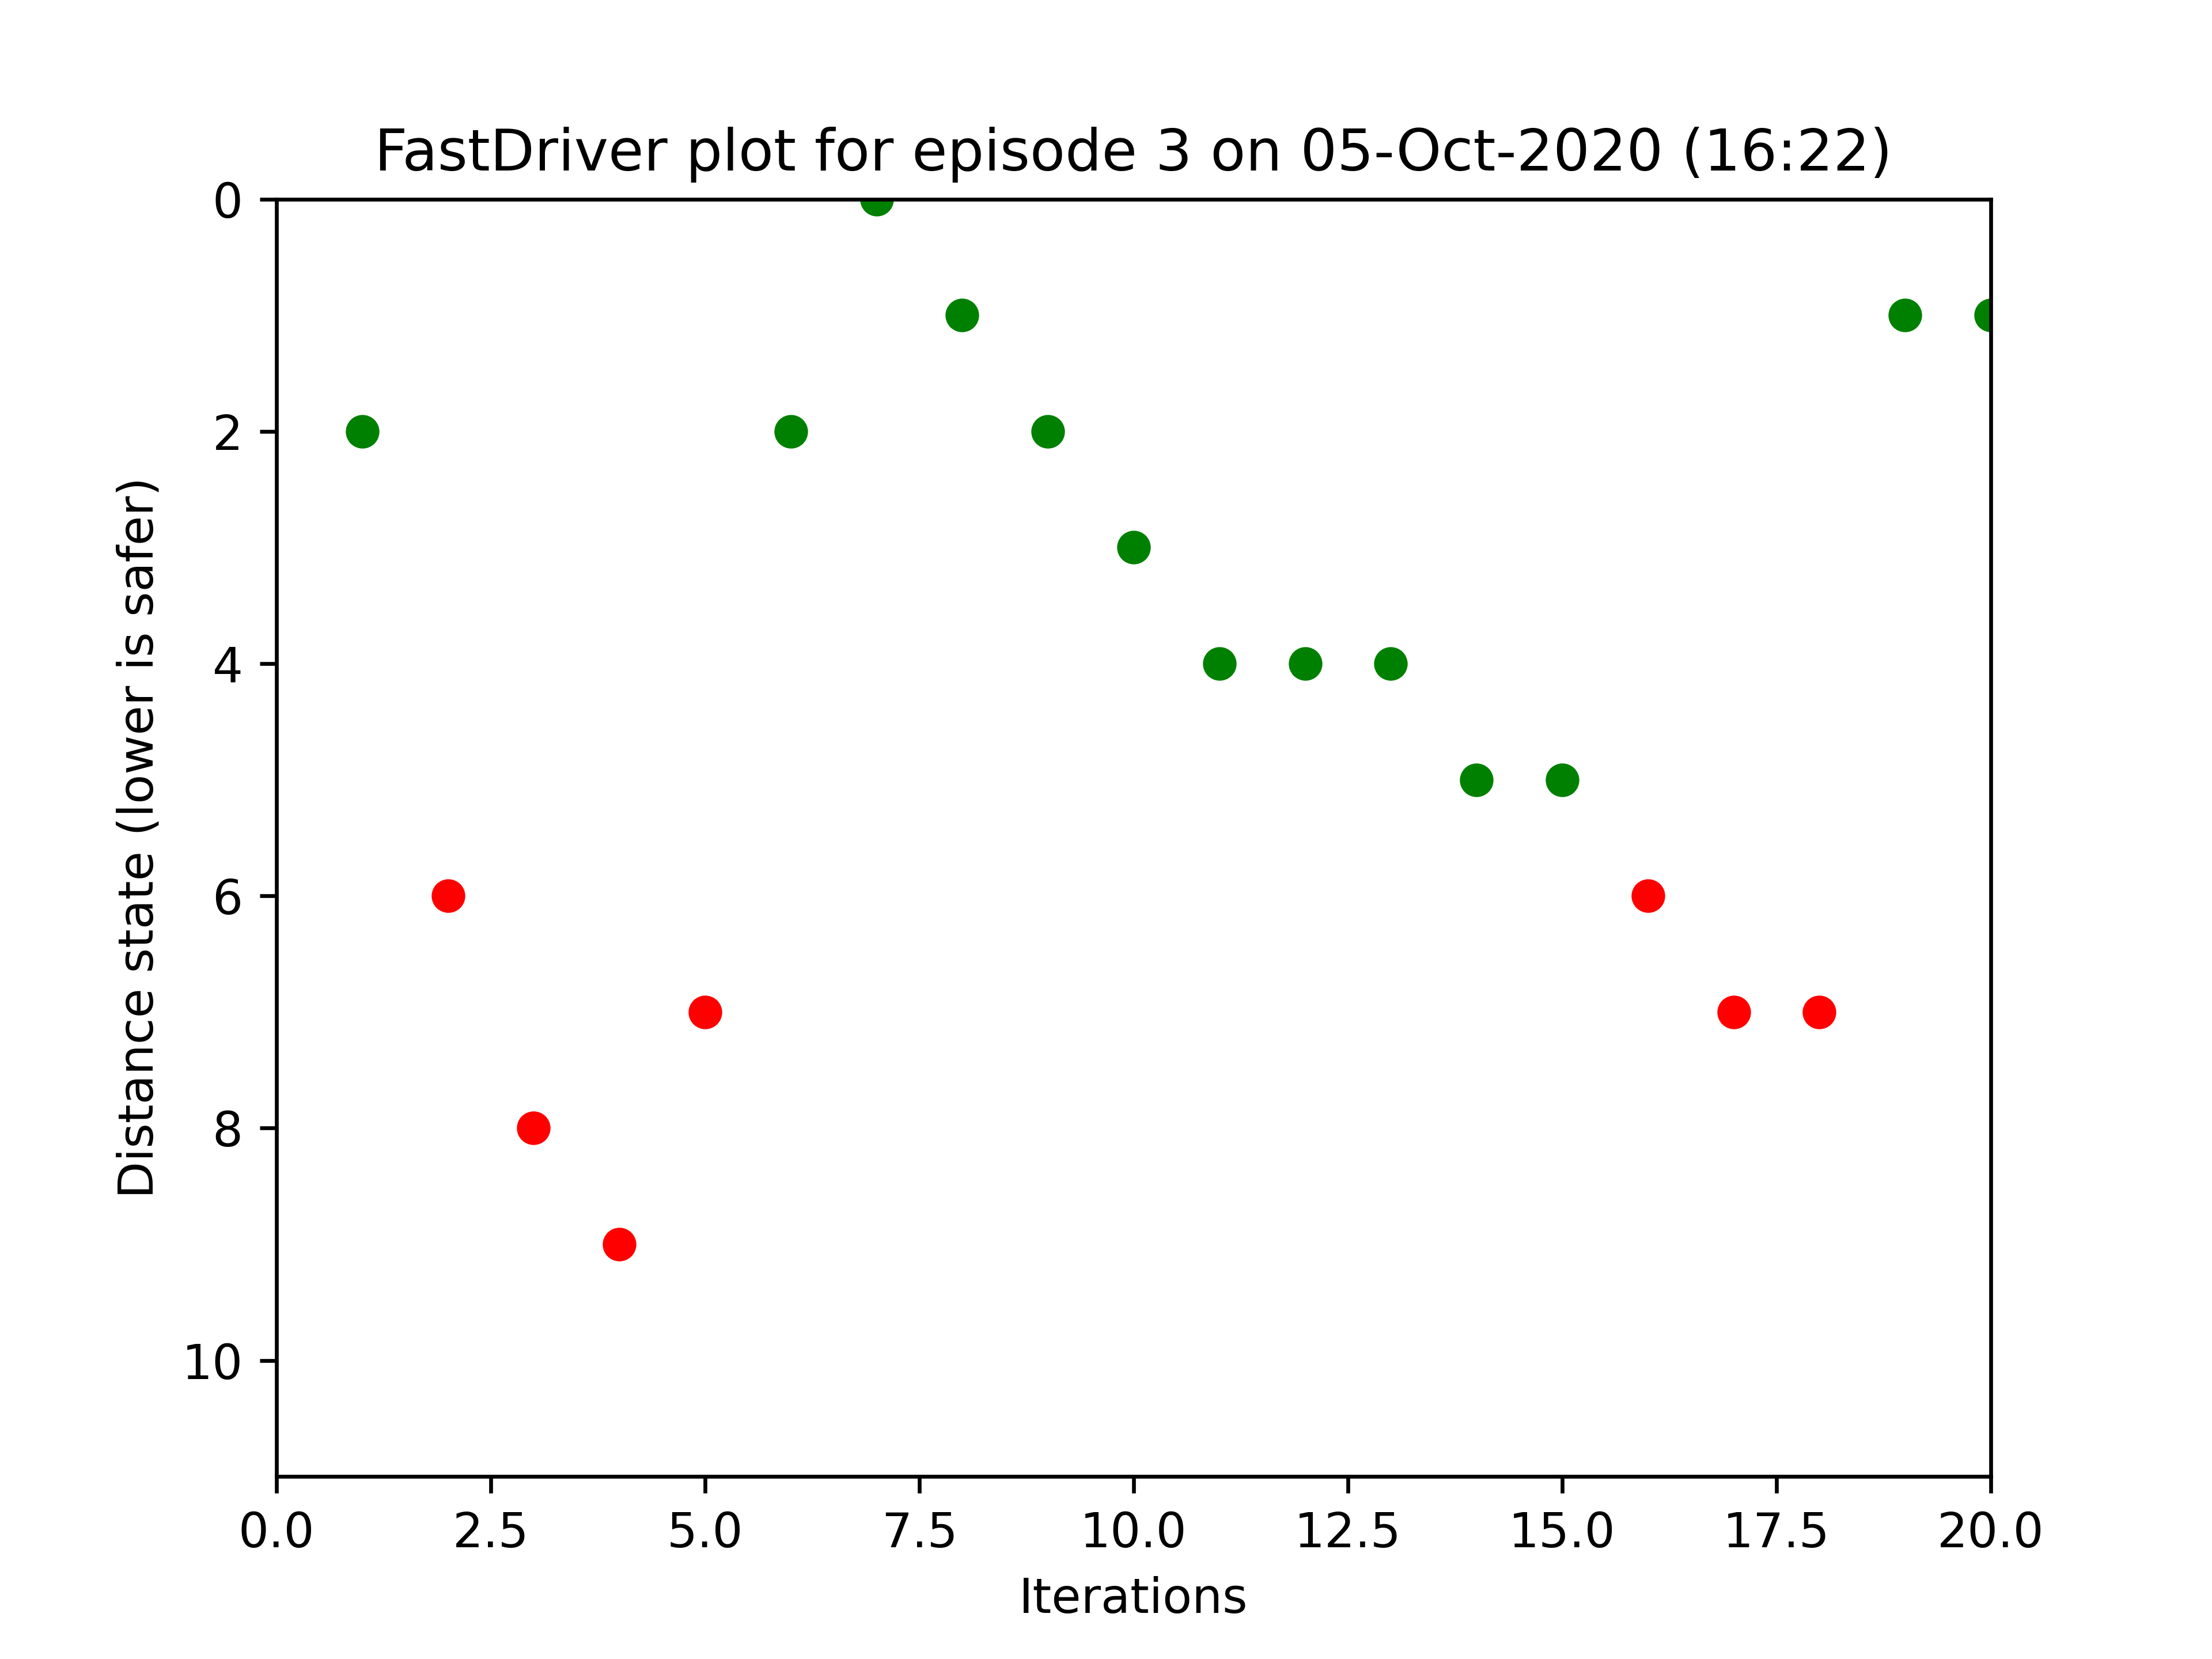 FastDriver plot for episode 3 on 05-Oct-2020 (16:22)
0
2
4
6
8
10
Distance state (lower is safer)
0.0 2.5 5.0 7.5 10.0 12.5 15.0 17.5 20.0
Iterations